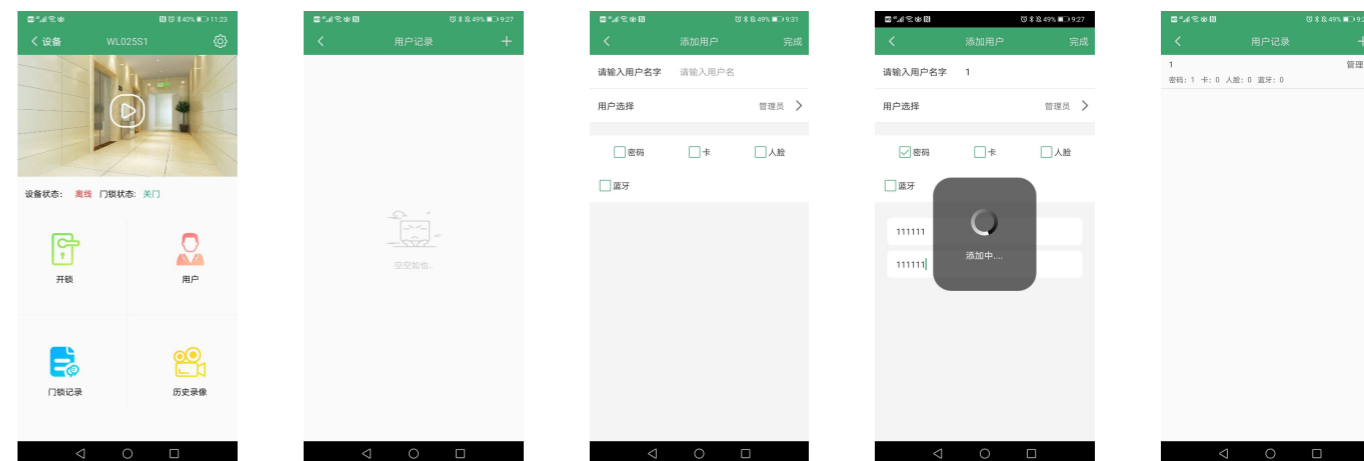 40% 11:23
设备 WL025S1
设备状态: 离线 门锁状态: 关门
开锁
用户
门锁记录
历史录像
49% 9:27
用户记录
空空如也..
49% 9:31
添加用户 完成
请输入用户名字 请输入用户名
用户选择 管理员
密码 卡 人脸
蓝牙
49% 9:27
添加用户 完成
请输入用户名字 1
用户选择 管理员
密码 卡 人脸
蓝牙
111111
111111
添加中....
49%
用户记录
1 管理
密码: 1 卡: 0 人脸: 0 蓝牙: 0